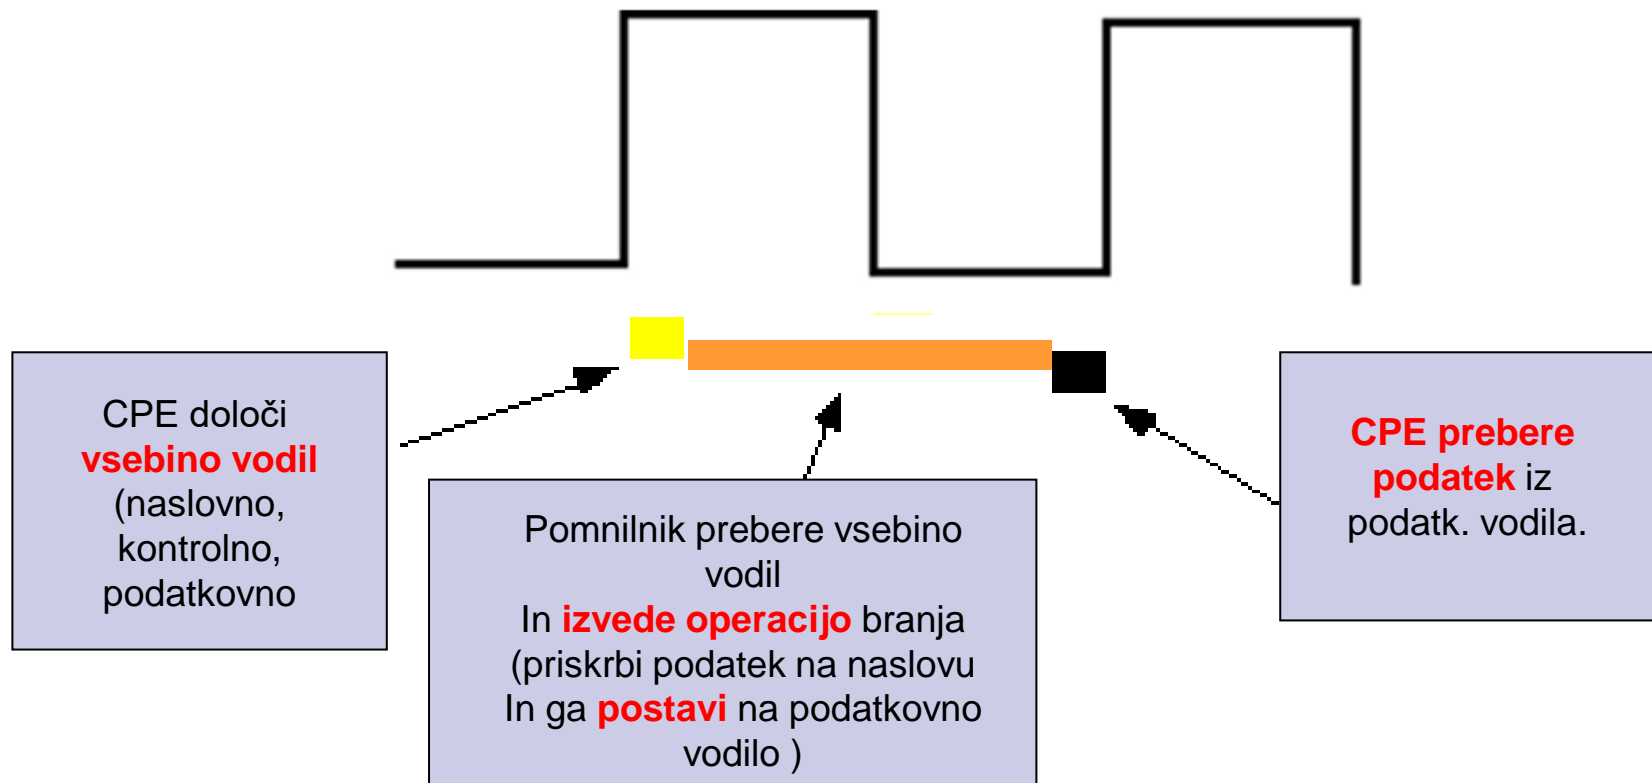 CPE določi
vsebino vodil
(naslovno,
kontrolno,
podatkovno
Pomnilnik prebere vsebino
vodil
In izvede operacijo branja
(priskrbi podatek na naslovu
In ga postavi na podatkovno
vodilo )
CPE prebere
podatek iz
podatk. vodila.